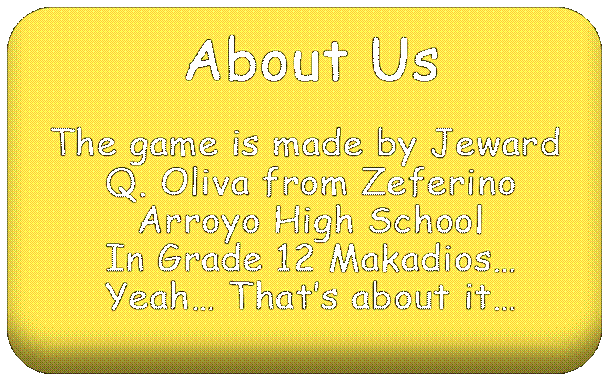 About Us
The game is made by Jeward
Q. Oliva from Zeferino
Arroyo High School
In Grade 12 Makadios...
Yeah... That's about it...